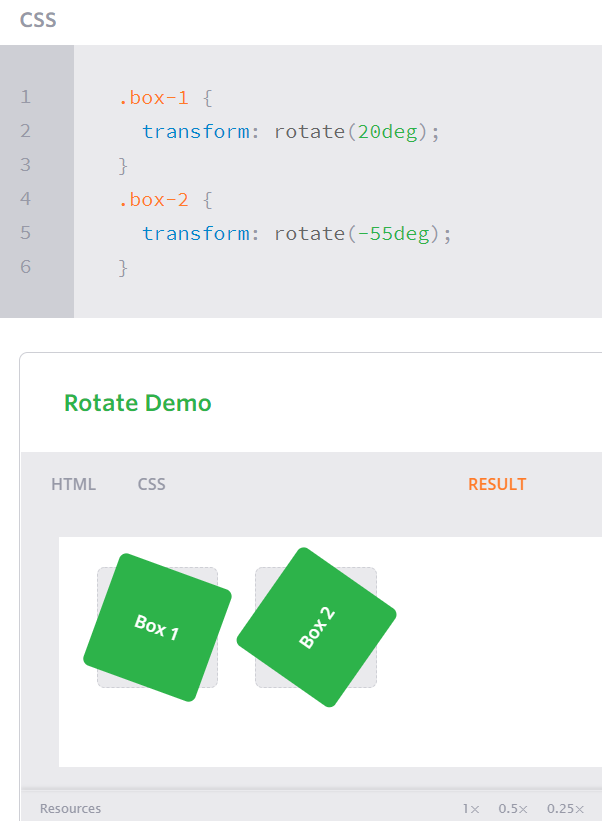 CSS
1 .box-1 {
2 transform: rotate(20deg);
3 }
4 .box-2 {
5 transform: rotate(-55deg);
6 }
Rotate Demo
HTML CSS RESULT
Box 1 Box 2
Resources 1× 0.5× 0.25×